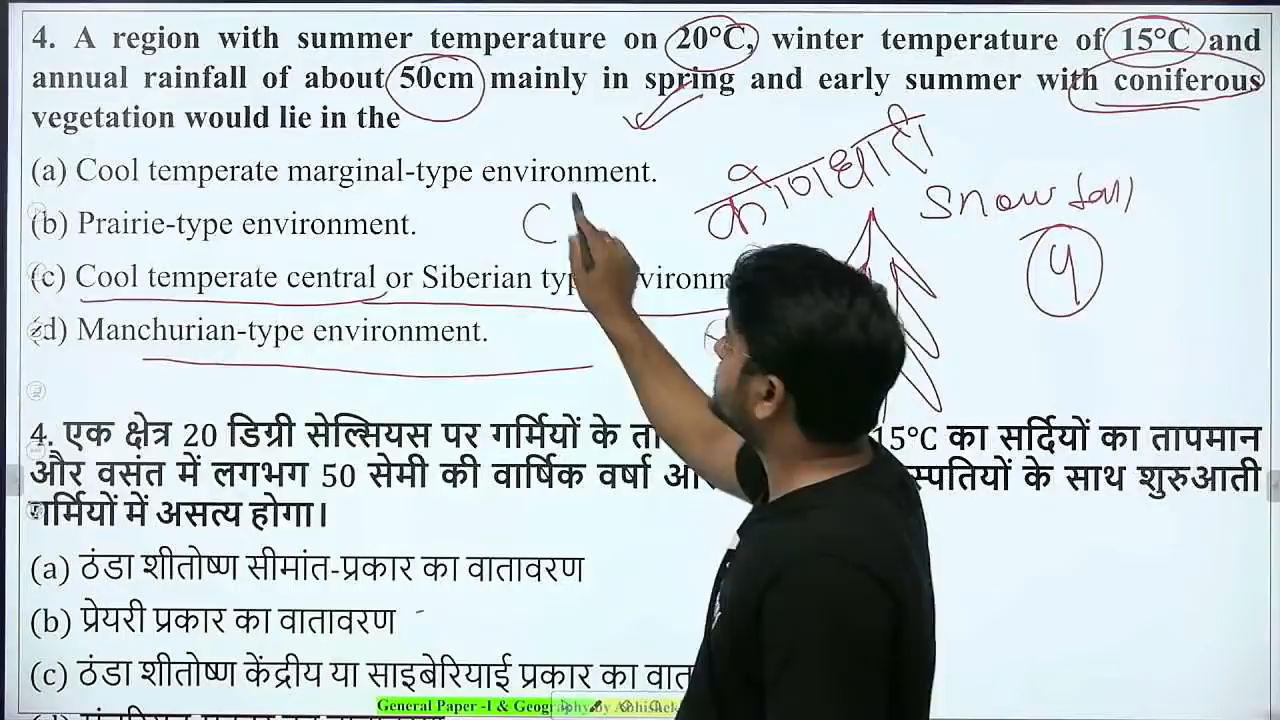 4. A region with summer temperature on 20°C, winter temperature of 15°C and
annual rainfall of about 50cm mainly in spring and early summer with coniferous
vegetation would lie in the
(a) Cool temperate marginal-type environment.
कोणधारी
Snow fall
(b) Prairie-type environment.
C
4
(c) Cool temperate central or Siberian typ vironm
(d) Manchurian-type environment.
4. एक क्षेत्र 20 डिग्री सेल्सियस पर गर्मियों के ता 15°C का सर्दियों का तापमान
और वसंत में लगभग 50 सेमी की वार्षिक वर्षा औ स्पतियों के साथ शुरुआती
गर्मियों में असत्य होगा।
(a) ठंडा शीतोष्ण सीमांत-प्रकार का वातावरण
(b) प्रेयरी प्रकार का वातावरण
(c) ठंडा शीतोष्ण केंद्रीय या साइबेरियाई प्रकार का वात
General Paper -I & Geography by Abhishek